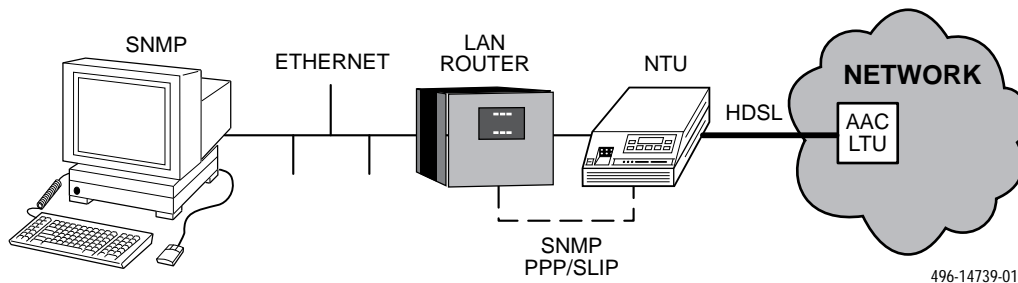 SNMP
ETHERNET
LAN
ROUTER
NTU
HDSL
NETWORK
AAC
LTU
SNMP
PPP/SLIP
496-14739-01